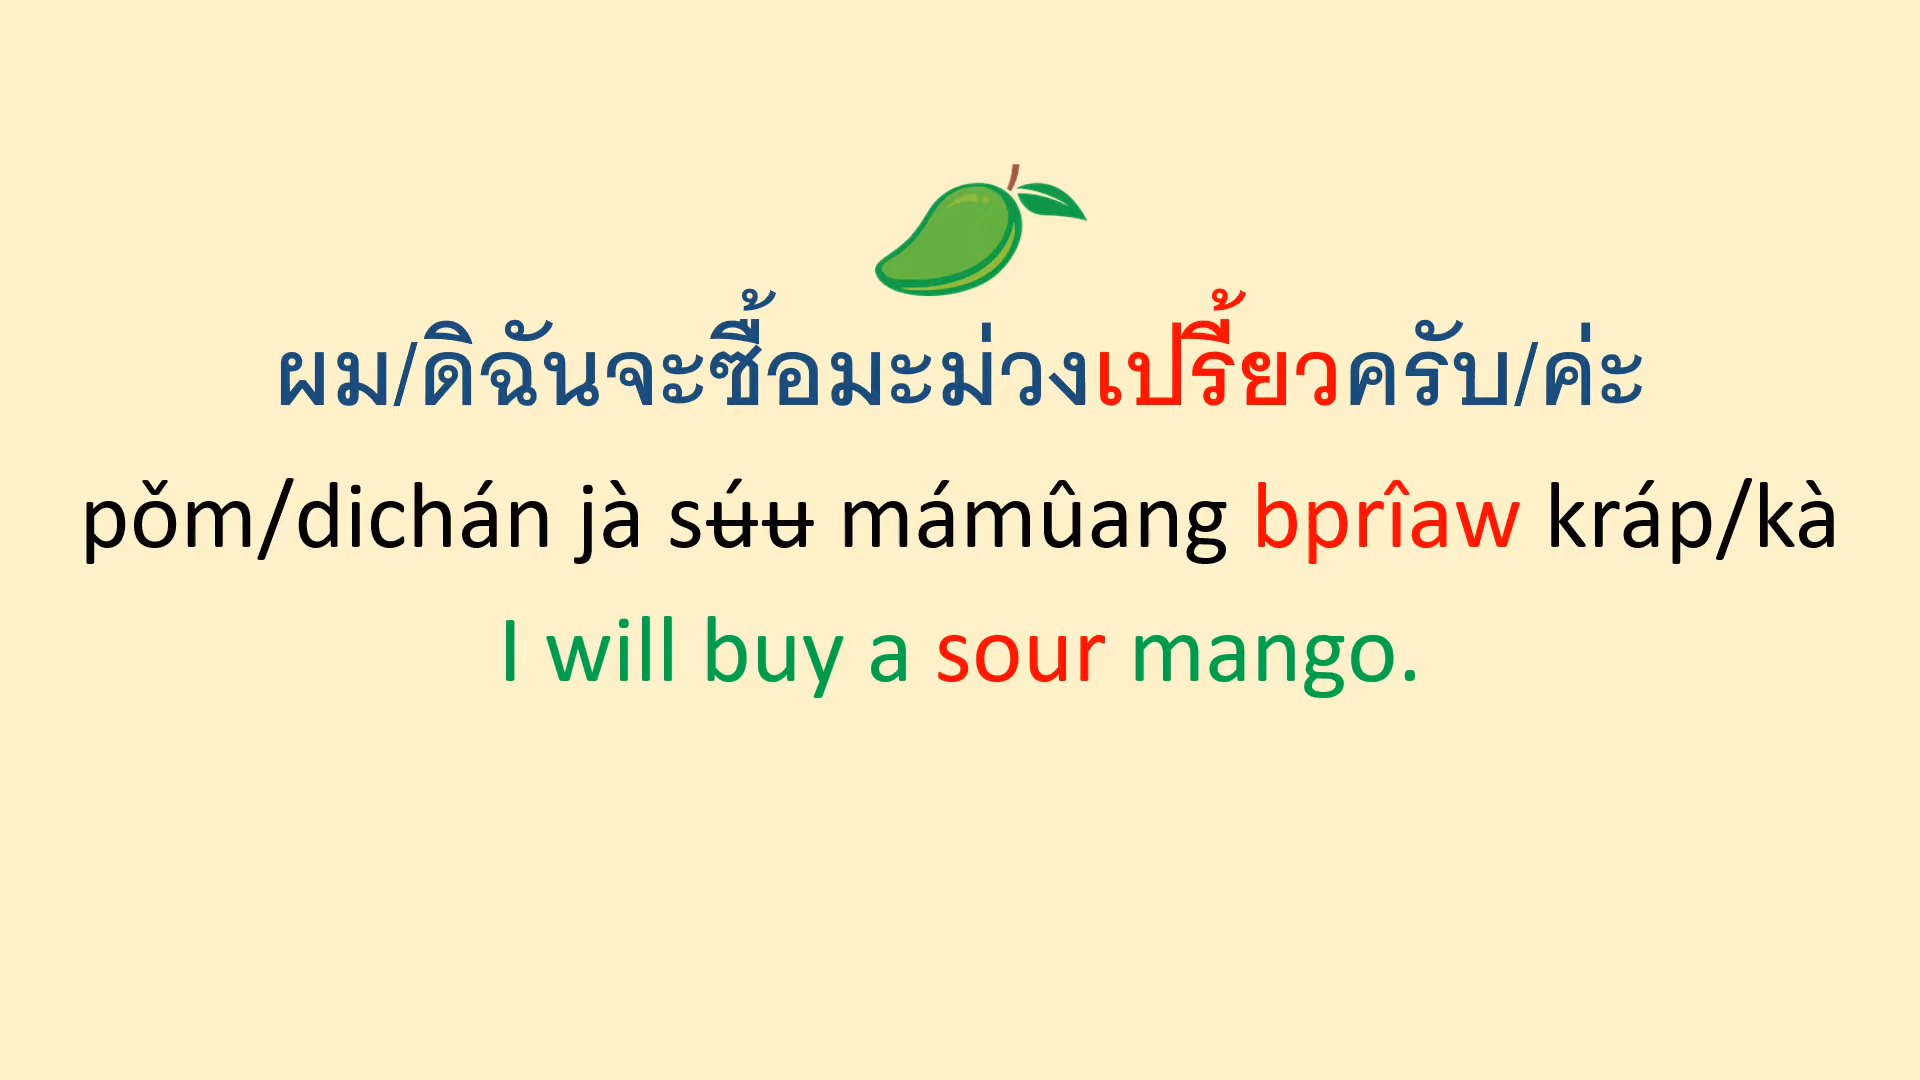 ผม/ดิฉันจะซื้อมะม่วงเปรี้ยวครับ/ค่ะ
pǒm/dichán jà sʉ́ʉ mámûang bprîaw kráp/kà
I will buy a sour mango.